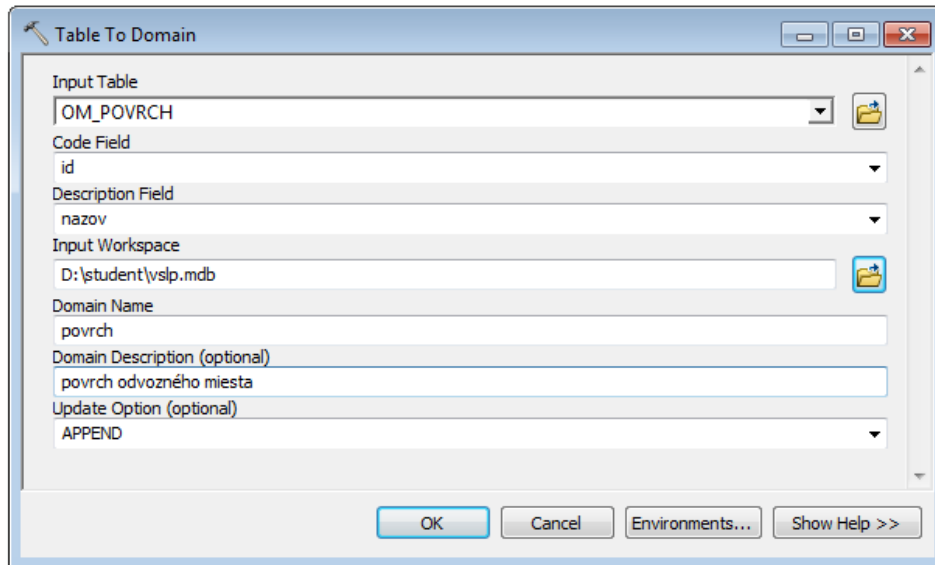 Table To Domain
Input Table
OM_POVRCH
Code Field
id
Description Field
nazov
Input Workspace
D:\student\vslp.mdb
Domain Name
povrch
Domain Description (optional)
povrch odvozného miesta
Update Option (optional)
APPEND
OK Cancel Environments... Show Help >>